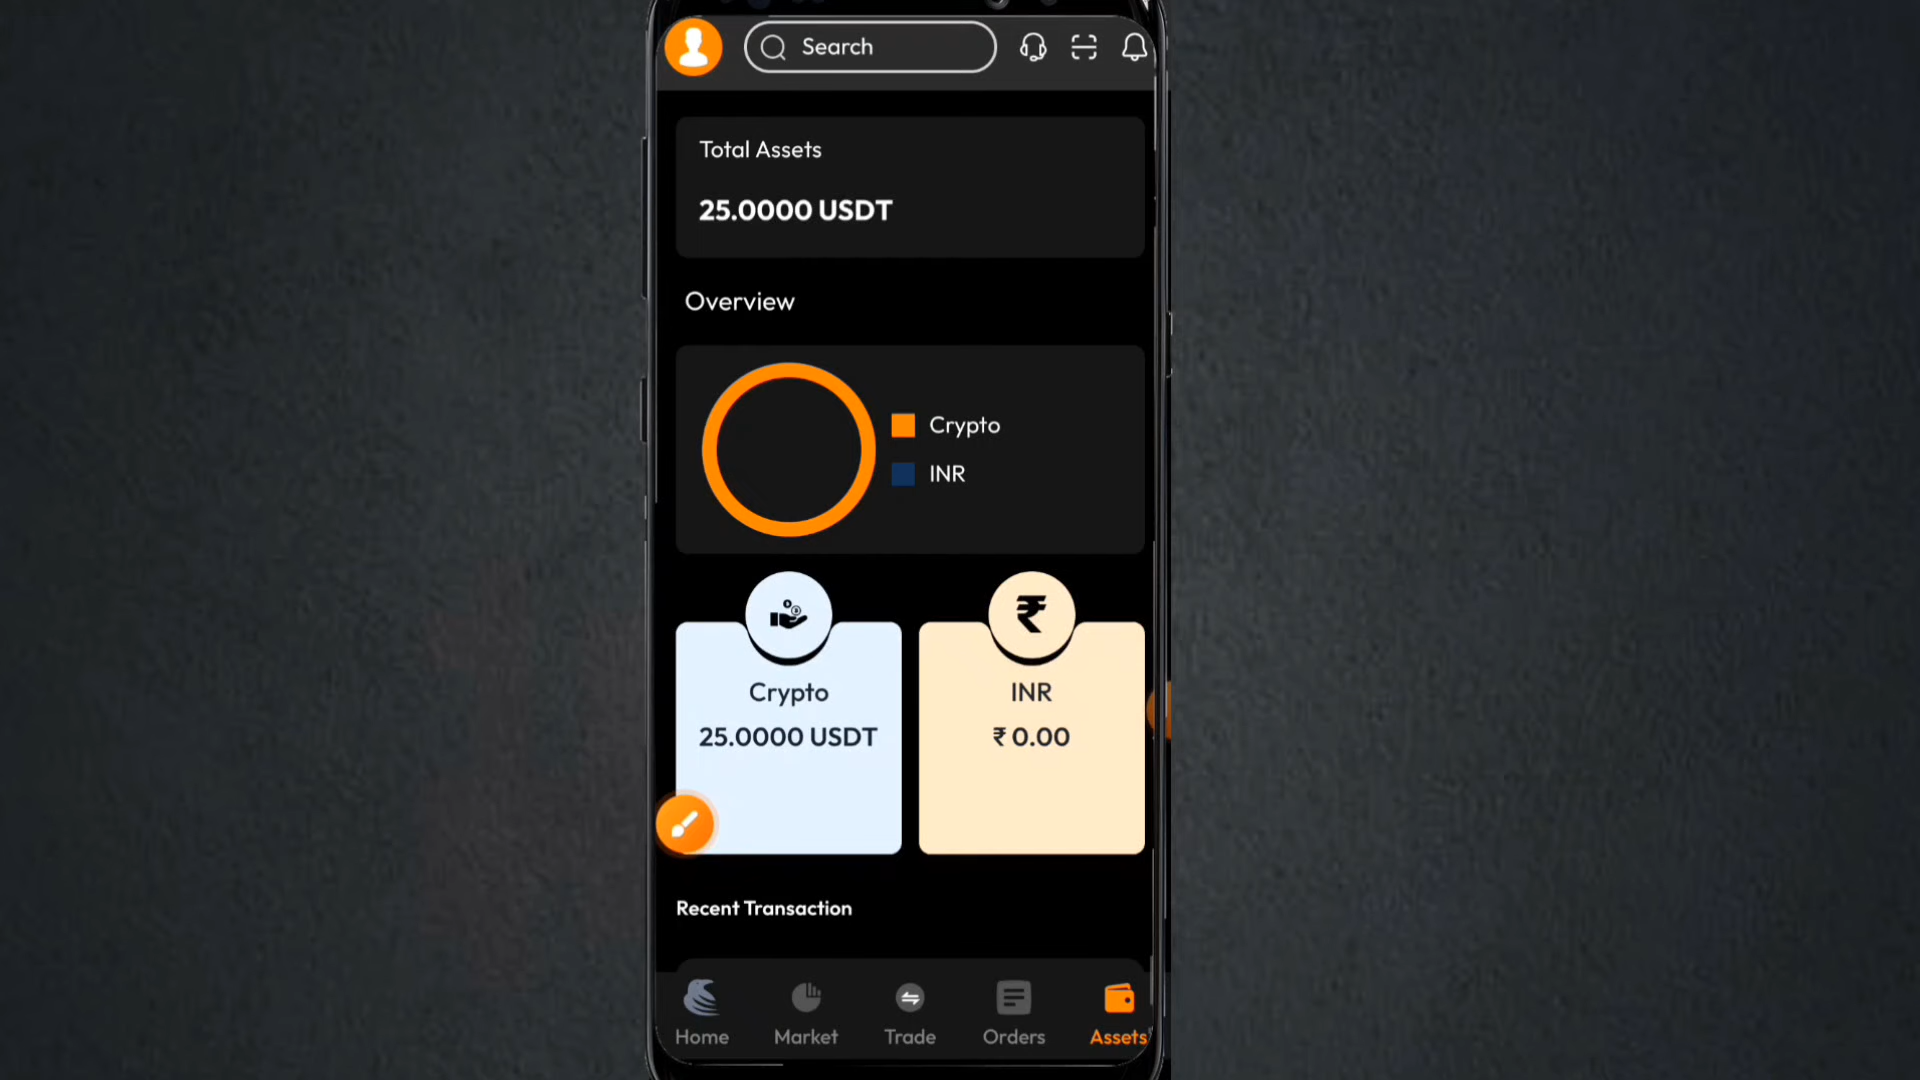 Search
Total Assets
25.0000 USDT
Overview
Crypto
INR
Crypto
25.0000 USDT
INR
₹ 0.00
Recent Transaction
Home
Market
Trade
Orders
Assets